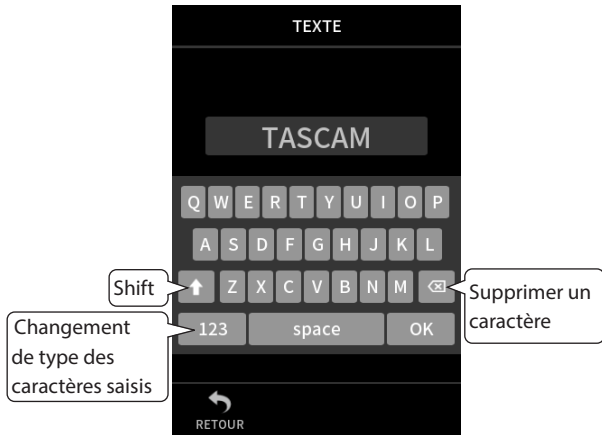 TEXTE
TASCAM
Q W E R T Y U I O P
A S D F G H J K L
Shift
Z X C V B N M
Supprimer un
caractère
Changement
de type des
caractères saisis
123 space OK
RETOUR